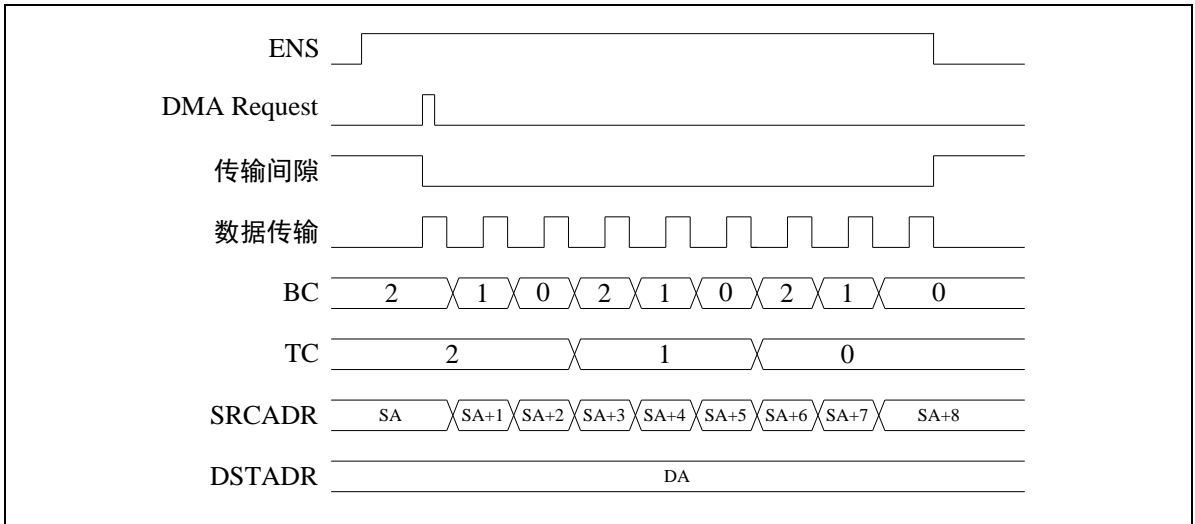 ENS
DMA Request
传输间隙
数据传输
BC 2 1 0 2 1 0 2 1 0
TC 2 1 0
SRCADR SA SA+1 SA+2 SA+3 SA+4 SA+5 SA+6 SA+7 SA+8
DSTADR DA